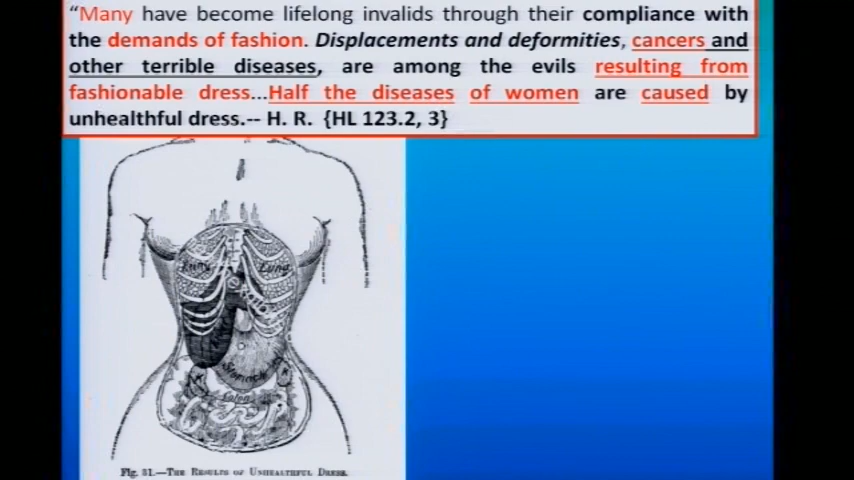 “Many have become lifelong invalids through their compliance with
the demands of fashion. Displacements and deformities, cancers and
other terrible diseases, are among the evils resulting from
fashionable dress...Half the diseases of women are caused by
unhealthful dress.-- H. R. {HL 123.2, 3}
Lung Lung
Stomach
Colon
Fig. 51.—The Results of Unhealthful Dress.